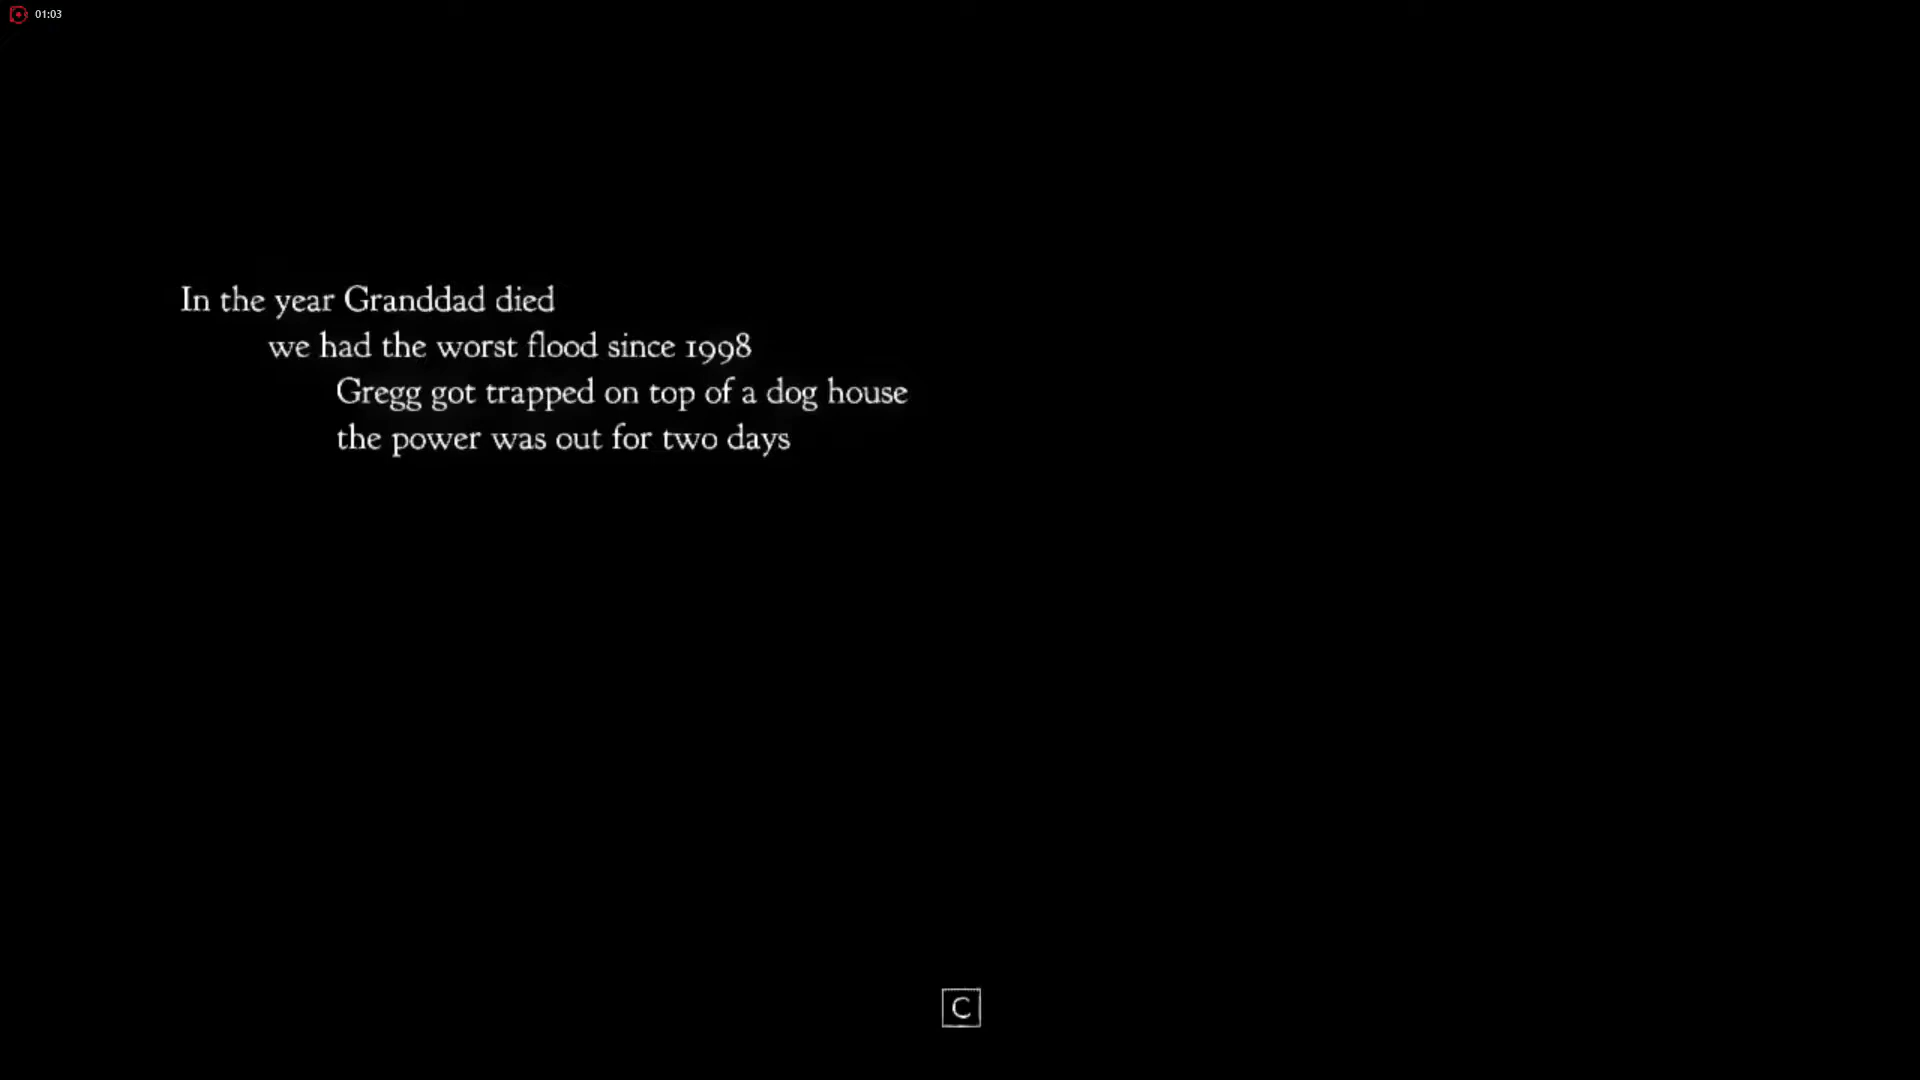 01:03
In the year Granddad died
we had the worst flood since 1998
Gregg got trapped on top of a dog house
the power was out for two days
C